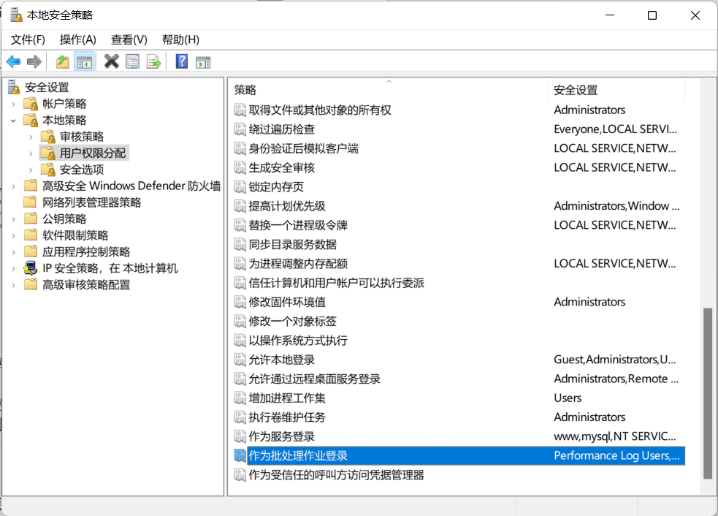 本地安全策略
文件(F) 操作(A) 查看(V) 帮助(H)
安全设置
帐户策略
本地策略
审核策略
用户权限分配
安全选项
高级安全 Windows Defender 防火墙
网络列表管理器策略
公钥策略
软件限制策略
应用程序控制策略
IP 安全策略，在 本地计算机
高级审核策略配置
策略 安全设置
取得文件或其他对象的所有权 Administrators
绕过遍历检查 Everyone,LOCAL SERVI...
身份验证后模拟客户端 LOCAL SERVICE,NETW...
生成安全审核 LOCAL SERVICE,NETW...
锁定内存页
提高计划优先级 Administrators,Window ...
替换一个进程级令牌 LOCAL SERVICE,NETW...
同步目录服务数据
为进程调整内存配额 LOCAL SERVICE,NETW...
信任计算机和用户帐户可以执行委派
修改固件环境值 Administrators
修改一个对象标签
以操作系统方式执行
允许本地登录 Guest,Administrators,U...
允许通过远程桌面服务登录 Administrators,Remote ...
增加进程工作集 Users
执行卷维护任务 Administrators
作为服务登录 www,mysql,NT SERVIC...
作为批处理作业登录 Performance Log Users,...
作为受信任的呼叫方访问凭据管理器